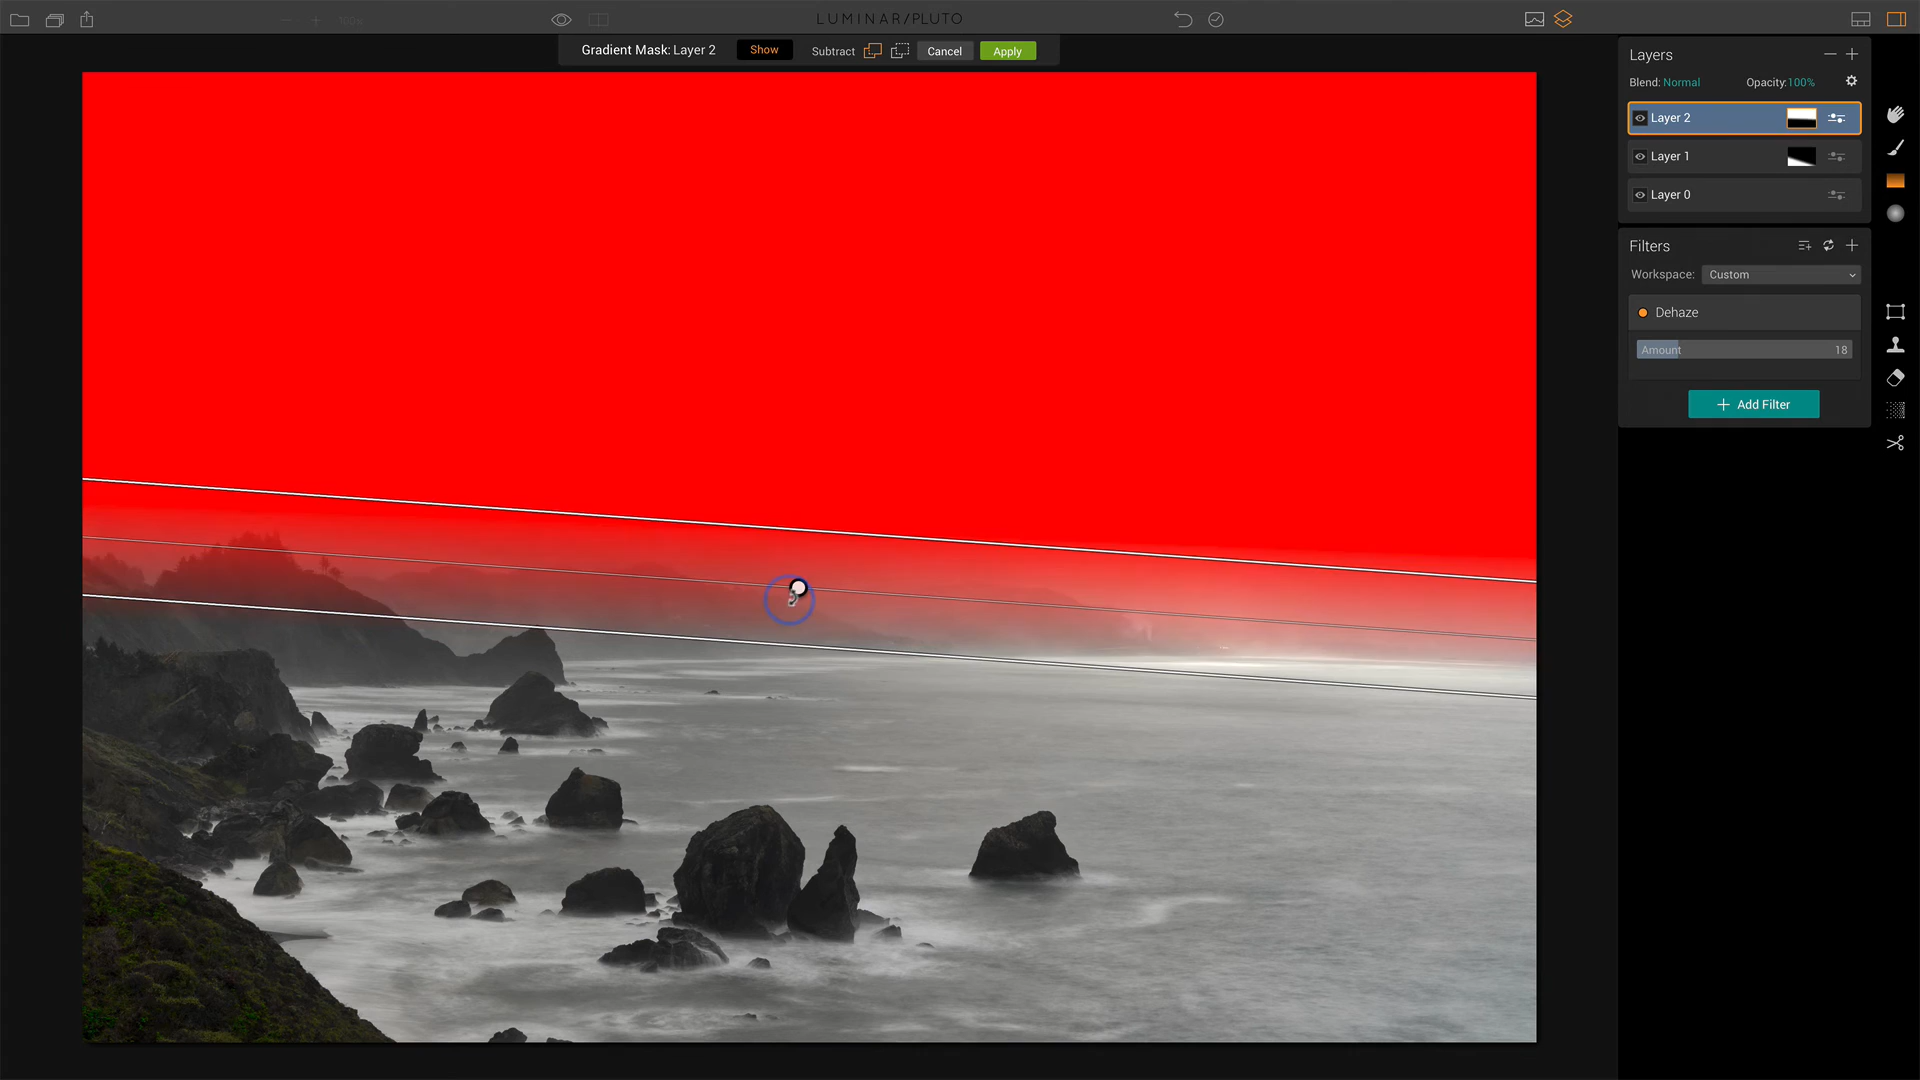 100%
LUMINAR/PLUTO
Gradient Mask: Layer 2
Show
Subtract
Cancel
Apply
Layers
Blend: Normal
Opacity: 100%
Layer 2
Layer 1
Layer 0
Filters
Workspace: Custom
Dehaze
Amount 18
Add Filter